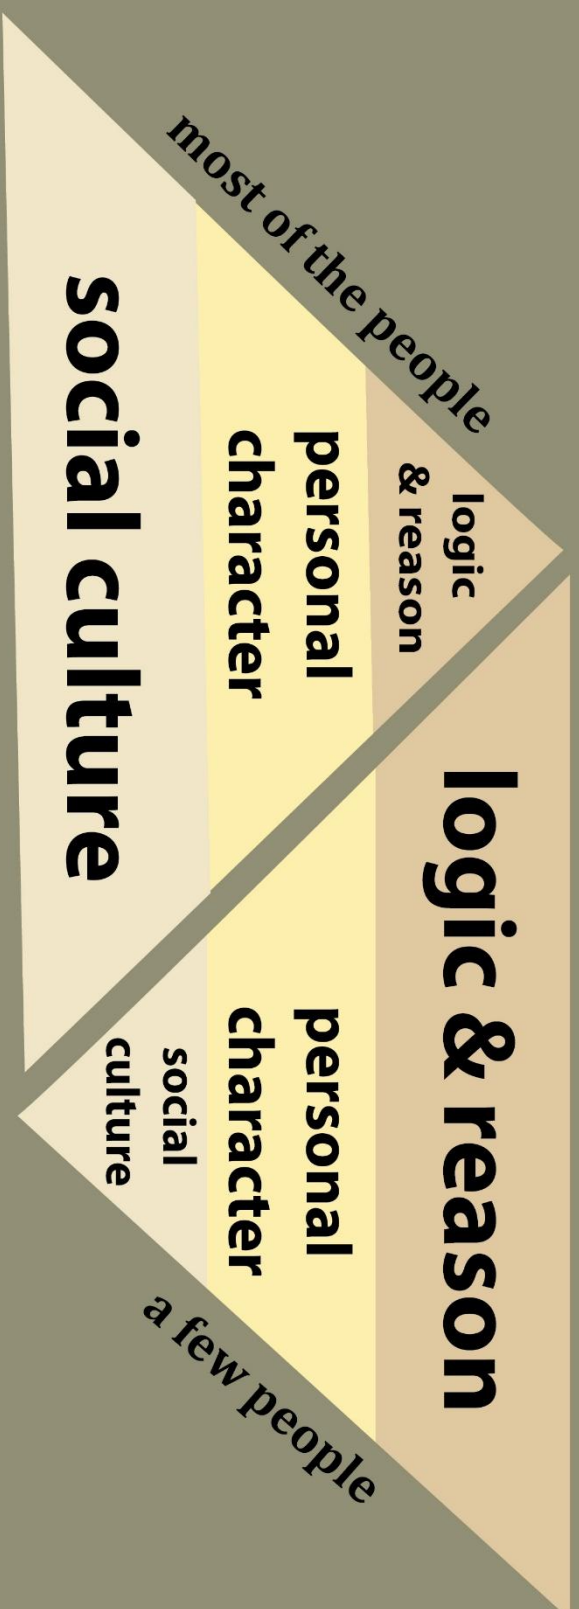 most of the people
logic
& reason
personal
character
social culture
logic & reason
personal
character
social
culture
a few people